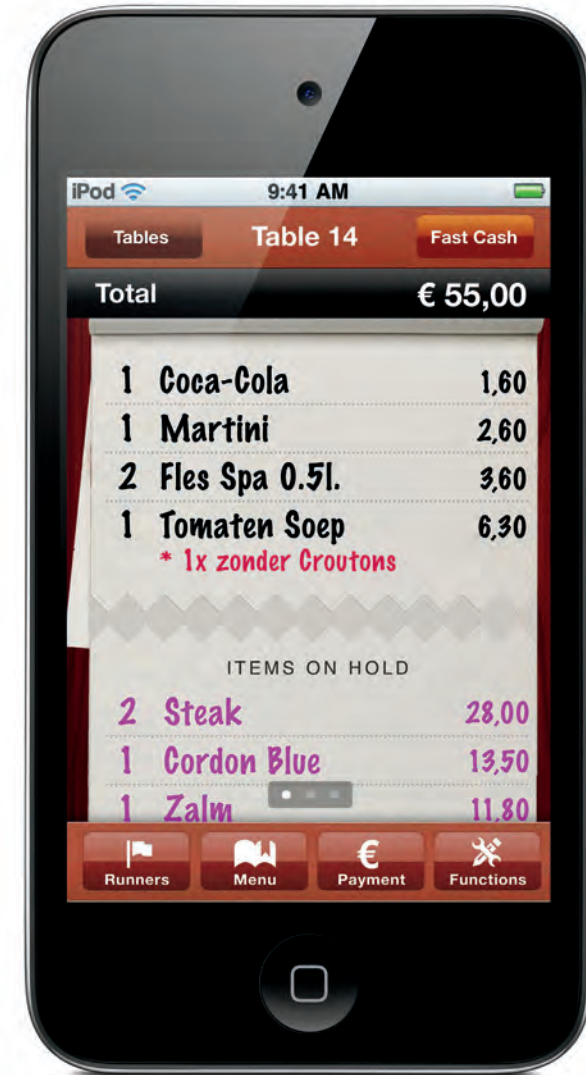 iPod 9:41 AM
Tables Table 14 Fast Cash
Total € 55,00
1 Coca-Cola 1,60
1 Martini 2,60
2 Fles Spa 0.5l. 3,60
1 Tomaten Soep 6,30
* 1x zonder Croutons
ITEMS ON HOLD
2 Steak 28,00
1 Cordon Blue 13,50
1 Zalm 11,80
Runners Menu € Payment Functions